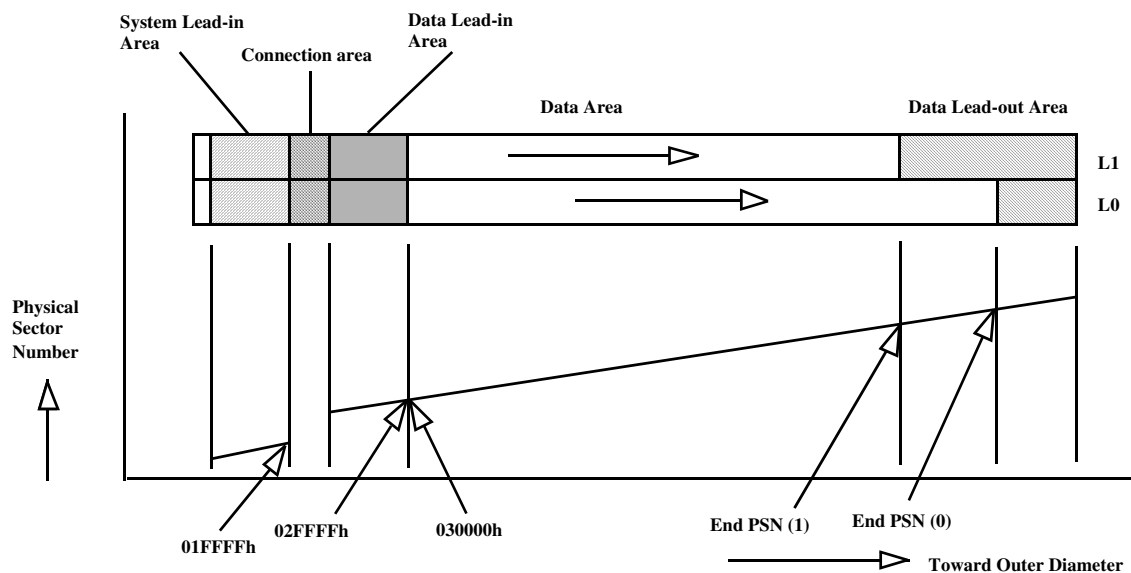 System Lead-in
Area
Connection area
Data Lead-in
Area
Data Area
Data Lead-out Area
L1
L0
Physical
Sector
Number
01FFFFh
02FFFFh
030000h
End PSN (1)
End PSN (0)
Toward Outer Diameter